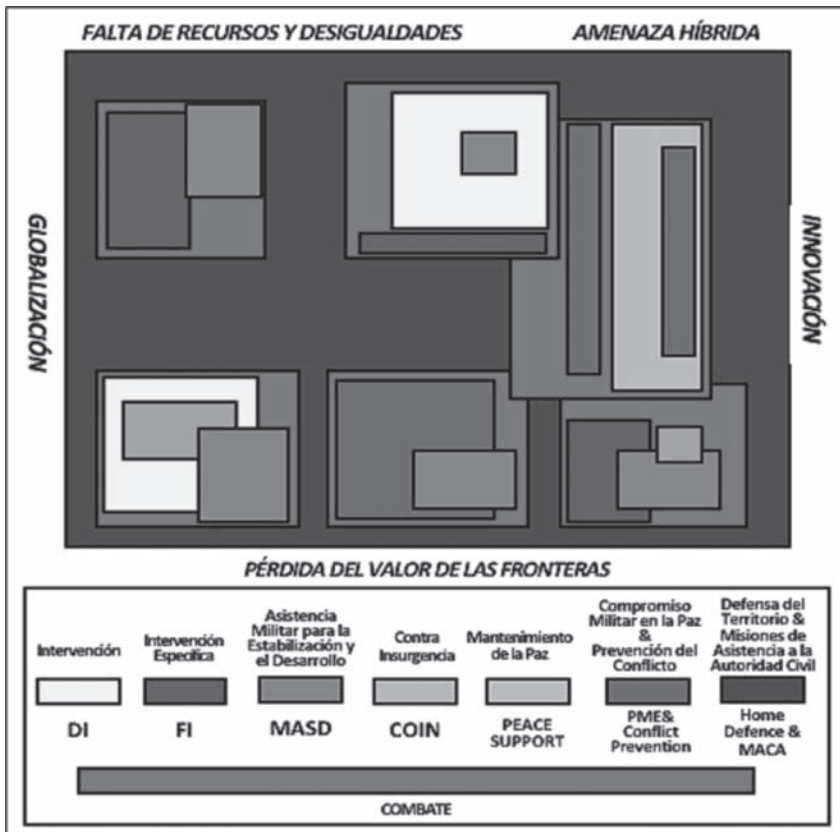 FALTA DE RECURSOS Y DESIGUALDADES
AMENAZA HÍBRIDA
GLOBALIZACIÓN
INNOVACIÓN
PÉRDIDA DEL VALOR DE LAS FRONTERAS
Intervención
Intervención
Específica
Asistencia
Militar para la
Estabilización y
el Desarrollo
Contra
Insurgencia
Mantenimiento
de la Paz
Compromiso
Militar en la Paz
&
Prevención del
Conflicto
Defensa del
Territorio &
Misiones de
Asistencia a la
Autoridad Civil
DI
FI
MASD
COIN
PEACE
SUPPORT
PME&
Conflict
Prevention
Home
Defence &
MACA
COMBATE